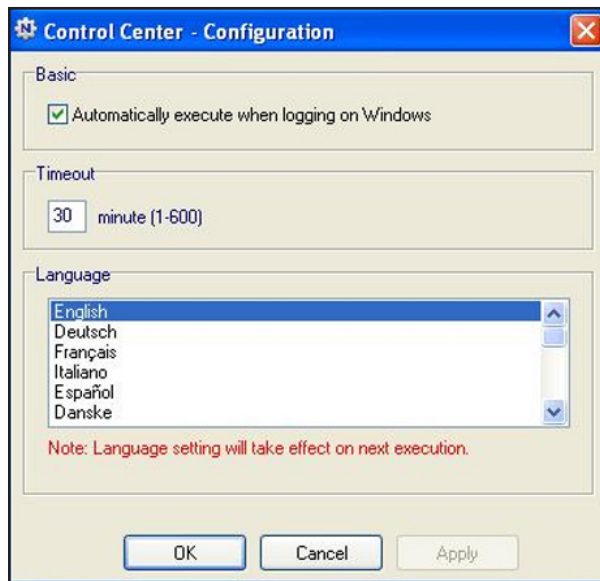 Control Center - Configuration
Basic
Automatically execute when logging on Windows
Timeout
30 minute (1-600)
Language
English
Deutsch
Français
Italiano
Español
Danske
Note: Language setting will take effect on next execution.
OK Cancel Apply